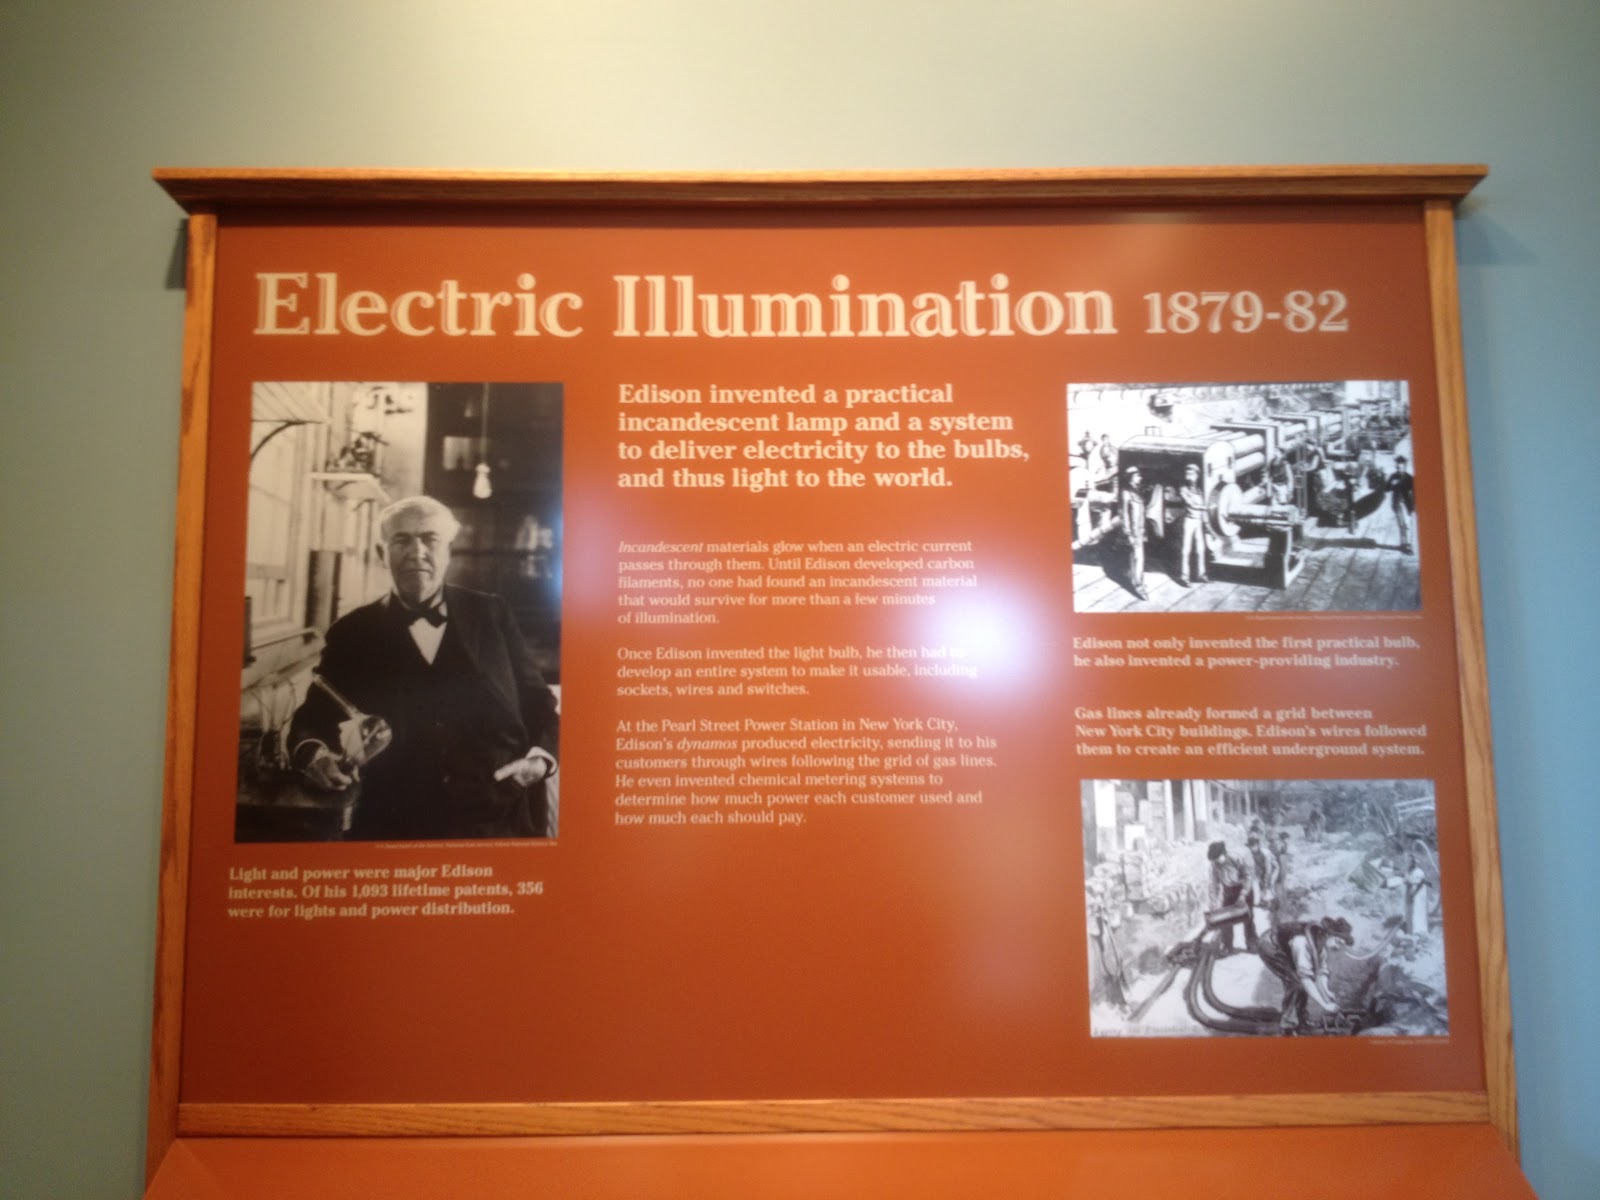 Electric Illumination 1879-82
Edison invented a practical
incandescent lamp and a system
to deliver electricity to the bulbs,
and thus light to the world.
Incandescent materials glow when an electric current
passes through them. Until Edison developed carbon
filaments, no one had found an incandescent material
that would survive for more than a few minutes
of illumination.
Once Edison invented the light bulb, he then had to
develop an entire system to make it usable, including
sockets, wires and switches.
At the Pearl Street Power Station in New York City,
Edison's dynamos produced electricity, sending it to his
customers through wires following the grid of gas lines.
He even invented chemical metering systems to
determine how much power each customer used and
how much each should pay.
Light and power were major Edison
interests. Of his 1,093 lifetime patents, 356
were for lights and power distribution.
Edison not only invented the first practical bulb,
he also invented a power-providing industry.
Gas lines already formed a grid between
New York City buildings. Edison's wires followed
them to create an efficient underground system.